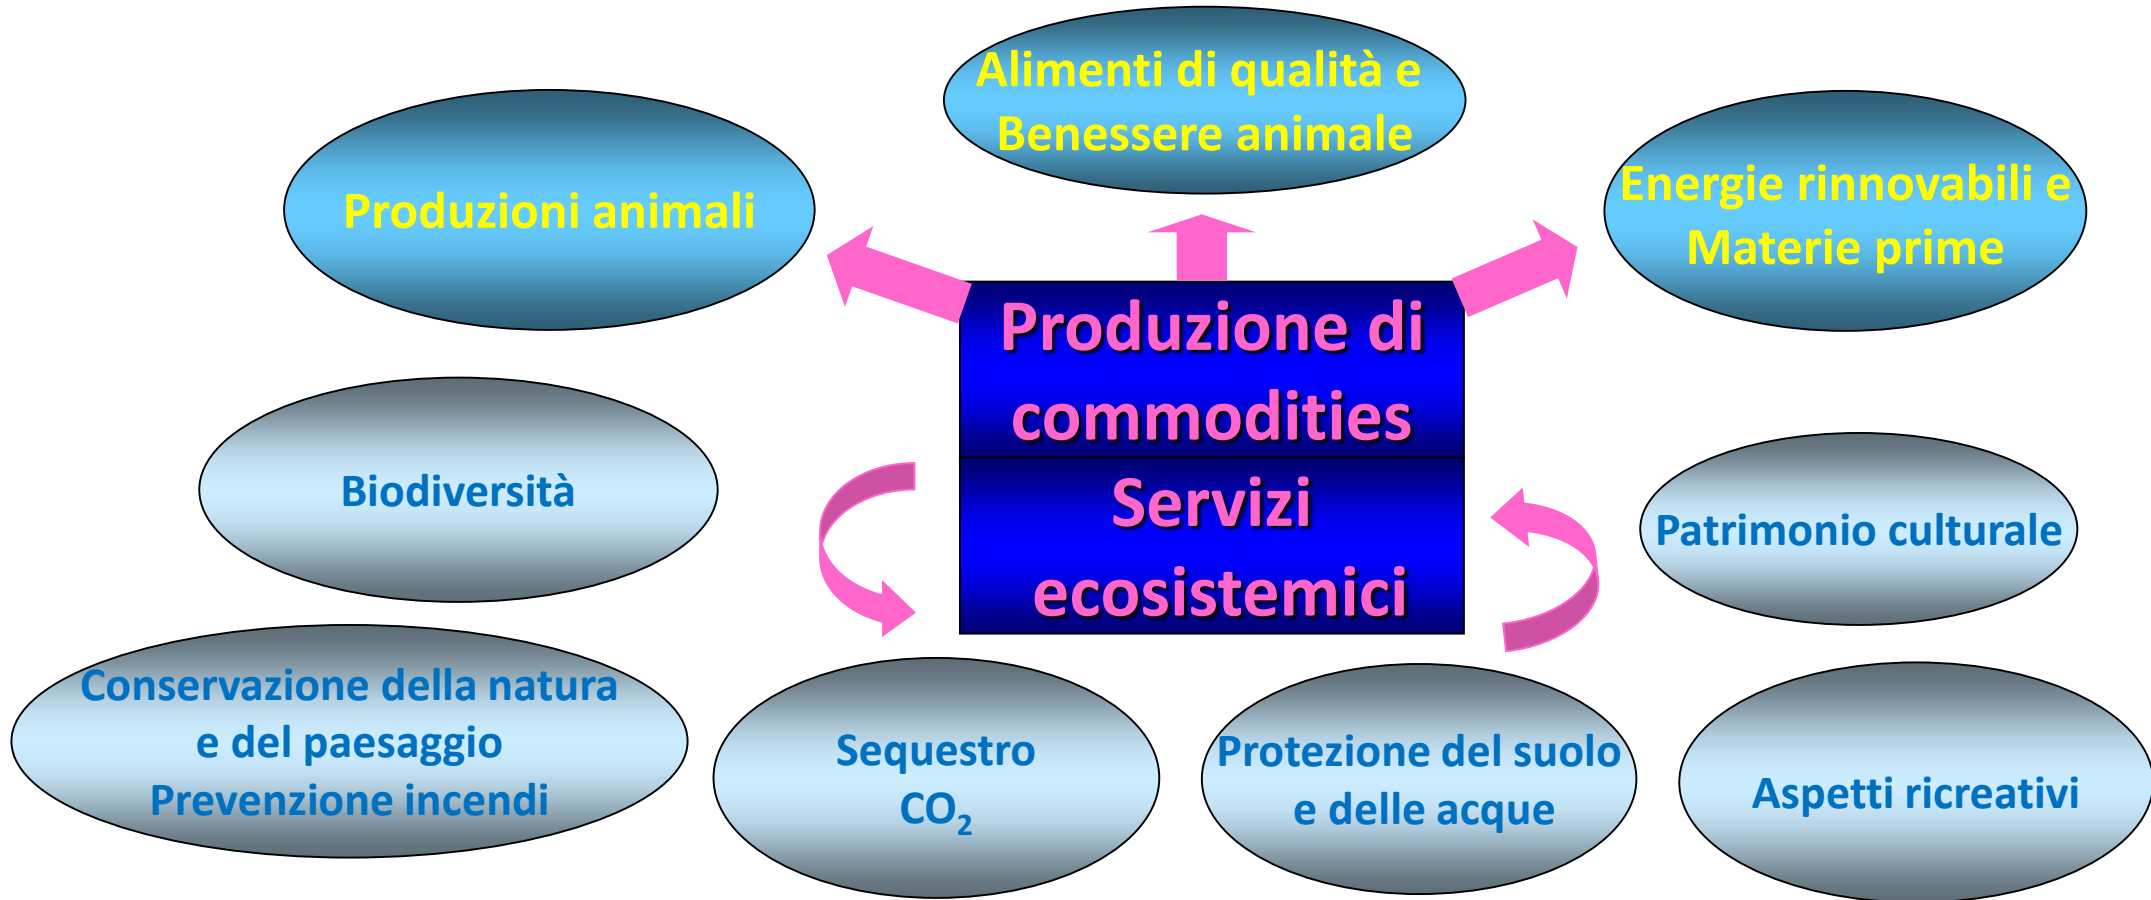 Alimenti di qualità e
Benessere animale
Produzioni animali
Energie rinnovabili e
Materie prime
Produzione di
commodities
Servizi
ecosistemici
Biodiversità
Patrimonio culturale
Conservazione della natura
e del paesaggio
Prevenzione incendi
Sequestro
CO₂
Protezione del suolo
e delle acque
Aspetti ricreativi